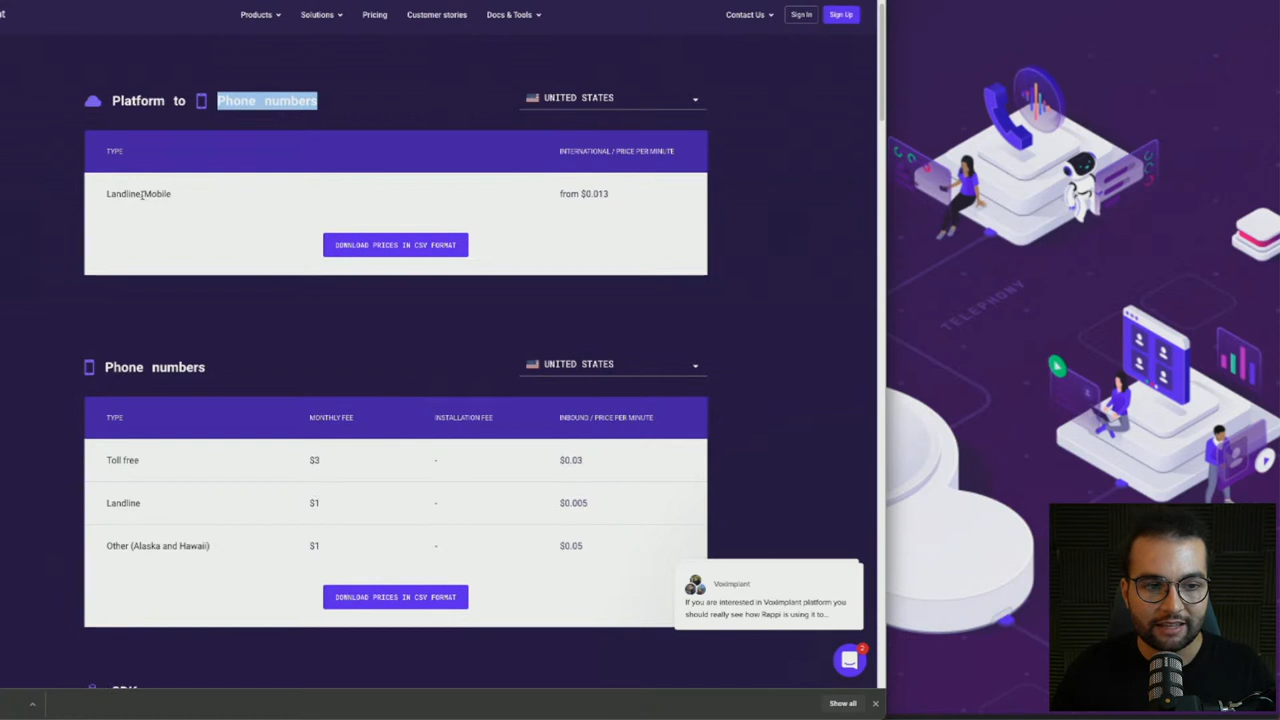 Products
Solutions
Pricing
Customer stories
Docs & Tools
Contact Us
Sign In
Sign Up
Platform to Phone numbers
UNITED STATES
TYPE
INTERNATIONAL / PRICE PER MINUTE
Landline/Mobile
from $0.013
DOWNLOAD PRICES IN CSV FORMAT
Phone numbers
UNITED STATES
TYPE
MONTHLY FEE
INSTALLATION FEE
INBOUND / PRICE PER MINUTE
Toll free
$3
-
$0.03
Landline
$1
-
$0.005
Other (Alaska and Hawaii)
$1
-
$0.05
DOWNLOAD PRICES IN CSV FORMAT
Voximplant
If you are interested in Voximplant platform you
should really see how Rappi is using it to...
2
Show all
TELEPHONY